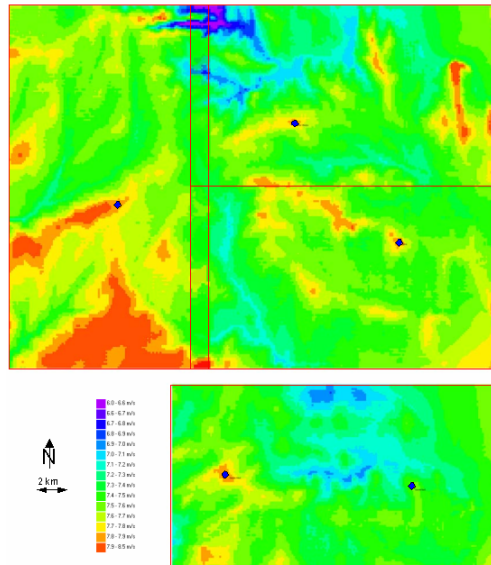 N
2 km
6.0 - 6.6 m/s
6.6 - 6.7 m/s
6.7 - 6.8 m/s
6.8 - 6.9 m/s
6.9 - 7.0 m/s
7.0 - 7.1 m/s
7.1 - 7.2 m/s
7.2 - 7.3 m/s
7.3 - 7.4 m/s
7.4 - 7.5 m/s
7.5 - 7.6 m/s
7.6 - 7.7 m/s
7.7 - 7.8 m/s
7.8 - 7.9 m/s
7.9 - 8.5 m/s